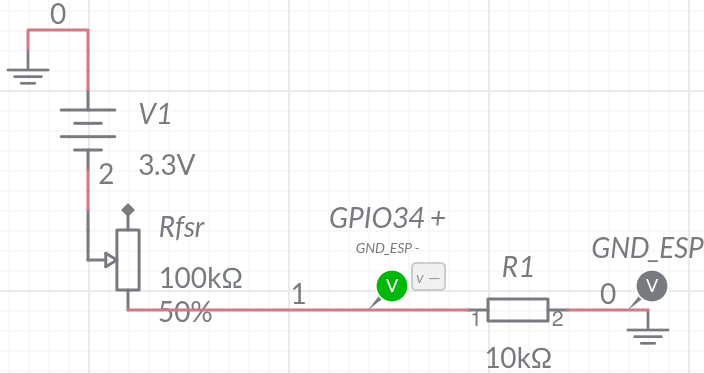 0
V1
3.3V
2
Rfsr
100kΩ
50%
GPIO34 +
GND_ESP -
V
v —
1
R1
1
2
10kΩ
GND_ESP
0
V